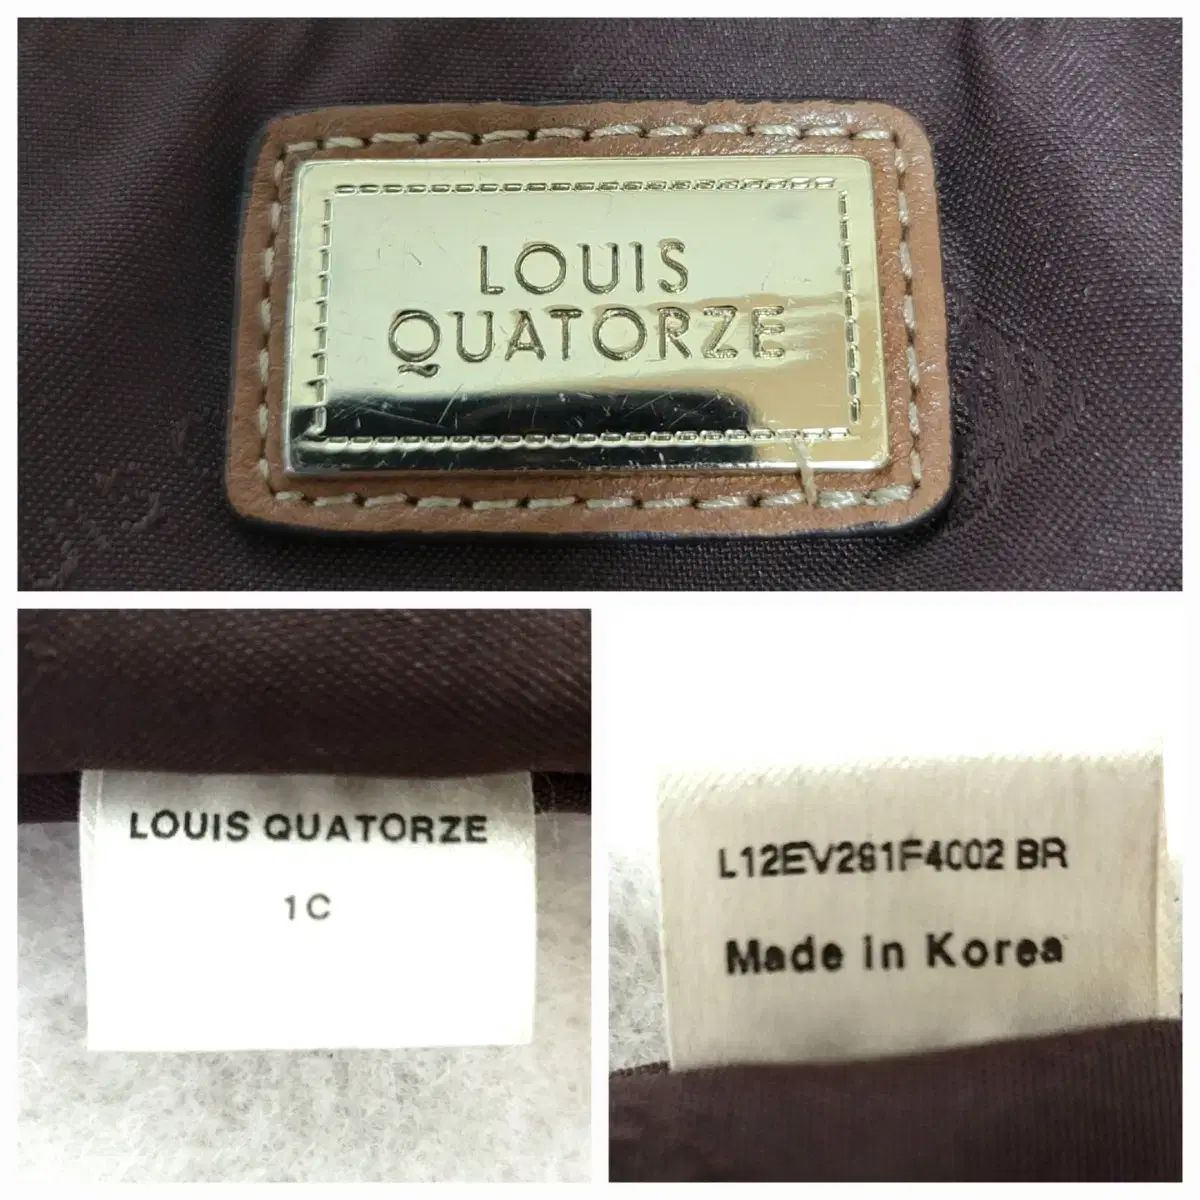 LOUIS
QUATORZE
LOUIS QUATORZE
1C
L12EV281F4002 BR
Made in Korea